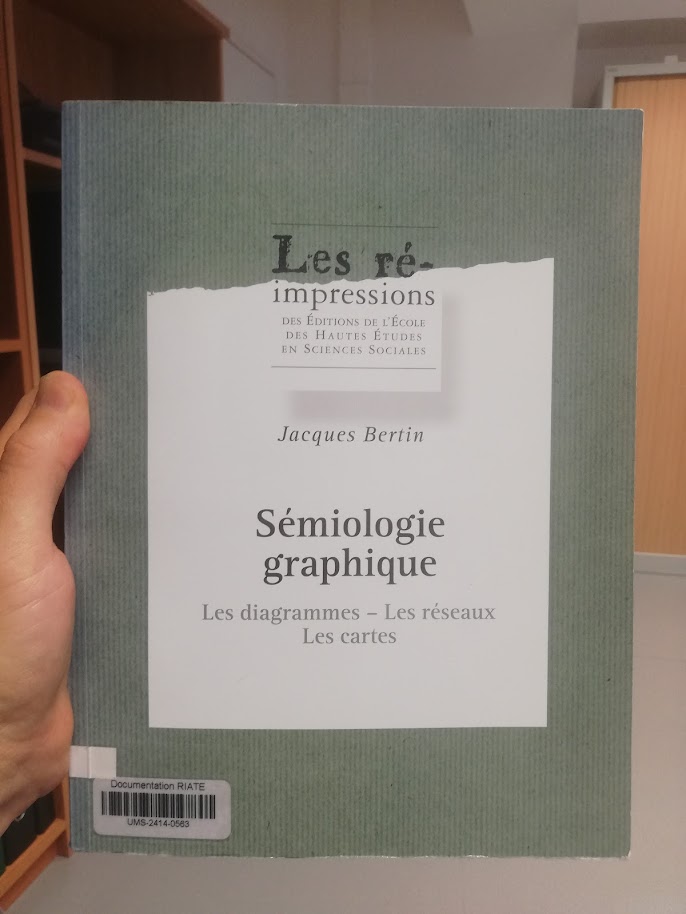 Les ré-
impressions
DES ÉDITIONS DE L'ÉCOLE
DES HAUTES ÉTUDES
EN SCIENCES SOCIALES
Jacques Bertin
Sémiologie
graphique
Les diagrammes – Les réseaux
Les cartes
Documentation RIATE
UMS-2414-0563